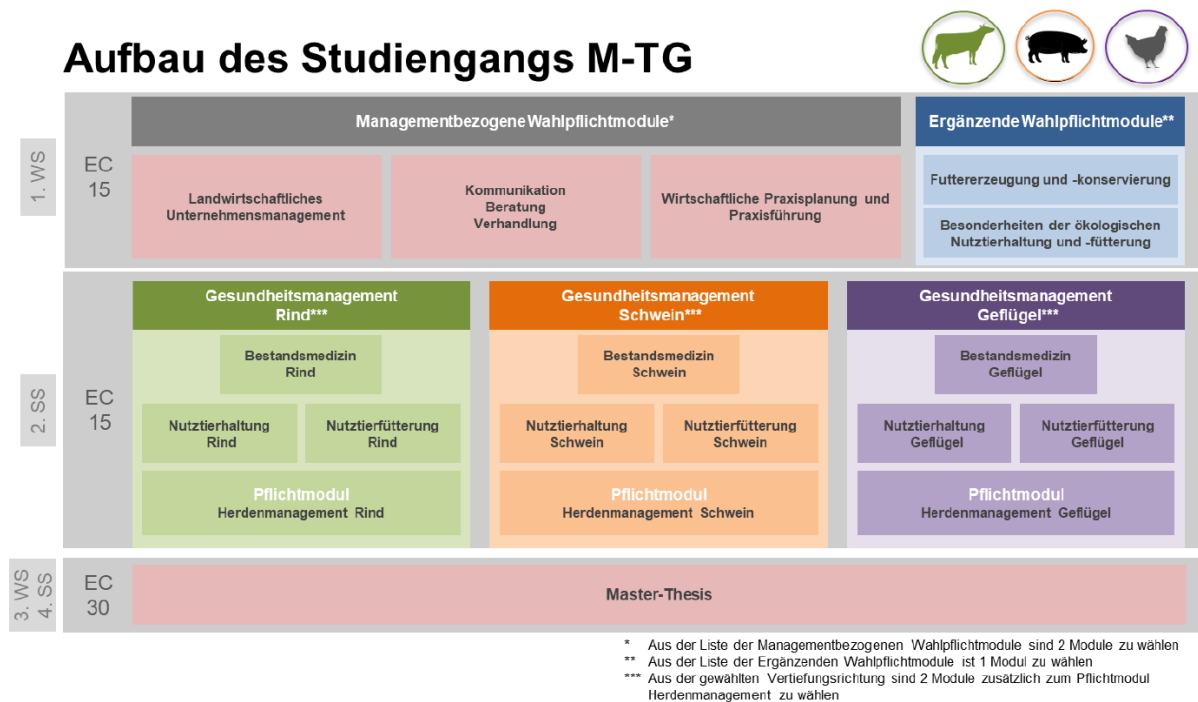 Aufbau des Studiengangs M-TG
1. WS
EC
15
Managementbezogene Wahlpflichtmodule*
Landwirtschaftliches
Unternehmensmanagement
Kommunikation
Beratung
Verhandlung
Wirtschaftliche Praxisplanung und
Praxisführung
Ergänzende Wahlpflichtmodule**
Futtererzeugung und -konservierung
Besonderheiten der ökologischen
Nutztierhaltung und -fütterung
2. SS
EC
15
Gesundheitsmanagement
Rind***
Bestandsmedizin
Rind
Nutztierhaltung
Rind
Nutztierfütterung
Rind
Pflichtmodul
Herdenmanagement Rind
Gesundheitsmanagement
Schwein***
Bestandsmedizin
Schwein
Nutztierhaltung
Schwein
Nutztierfütterung
Schwein
Pflichtmodul
Herdenmanagement Schwein
Gesundheitsmanagement
Geflügel***
Bestandsmedizin
Geflügel
Nutztierhaltung
Geflügel
Nutztierfütterung
Geflügel
Pflichtmodul
Herdenmanagement Geflügel
3. WS
4. SS
EC
30
Master-Thesis
* Aus der Liste der Managementbezogenen Wahlpflichtmodule sind 2 Module zu wählen
** Aus der Liste der Ergänzenden Wahlpflichtmodule ist 1 Modul zu wählen
*** Aus der gewählten Vertiefungsrichtung sind 2 Module zusätzlich zum Pflichtmodul
Herdenmanagement zu wählen